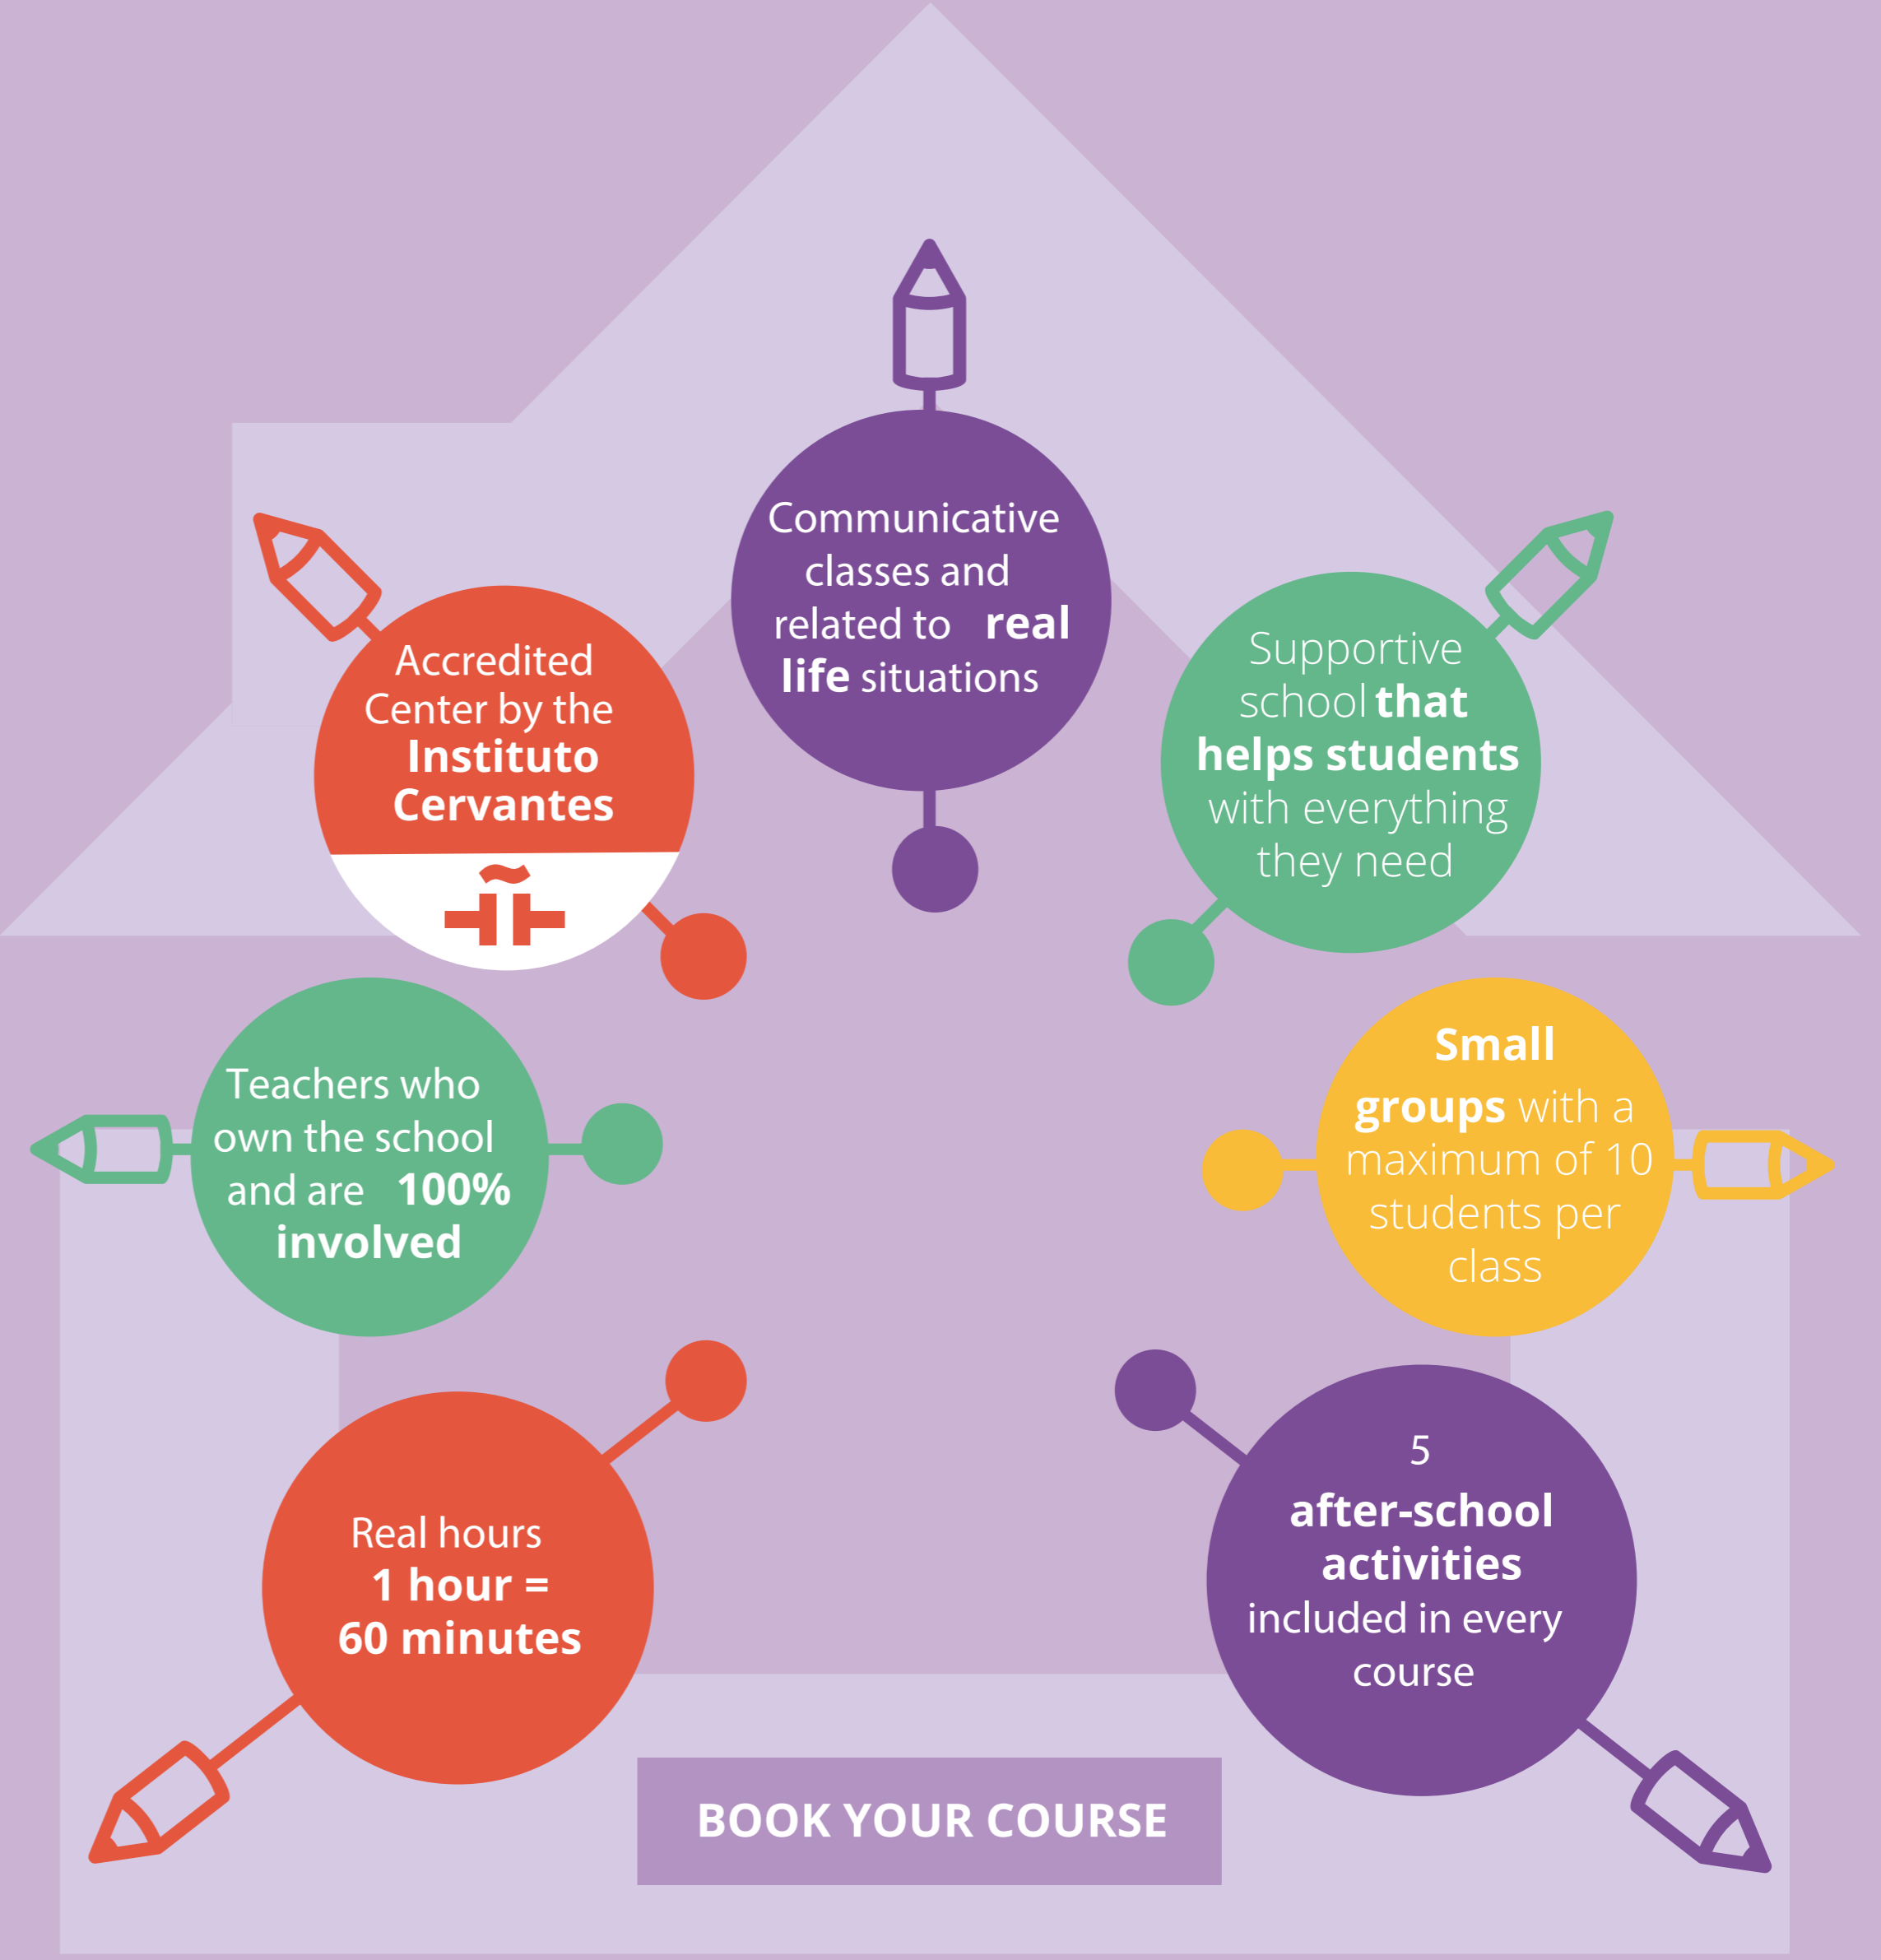 Communicative
classes and
related to real
life situations
Accredited
Center by the
Instituto
Cervantes
Supportive
school that
helps students
with everything
they need
Teachers who
own the school
and are 100%
involved
Small
groups with a
maximum of 10
students per
class
Real hours
1 hour =
60 minutes
5
after-school
activities
included in every
course
BOOK YOUR COURSE